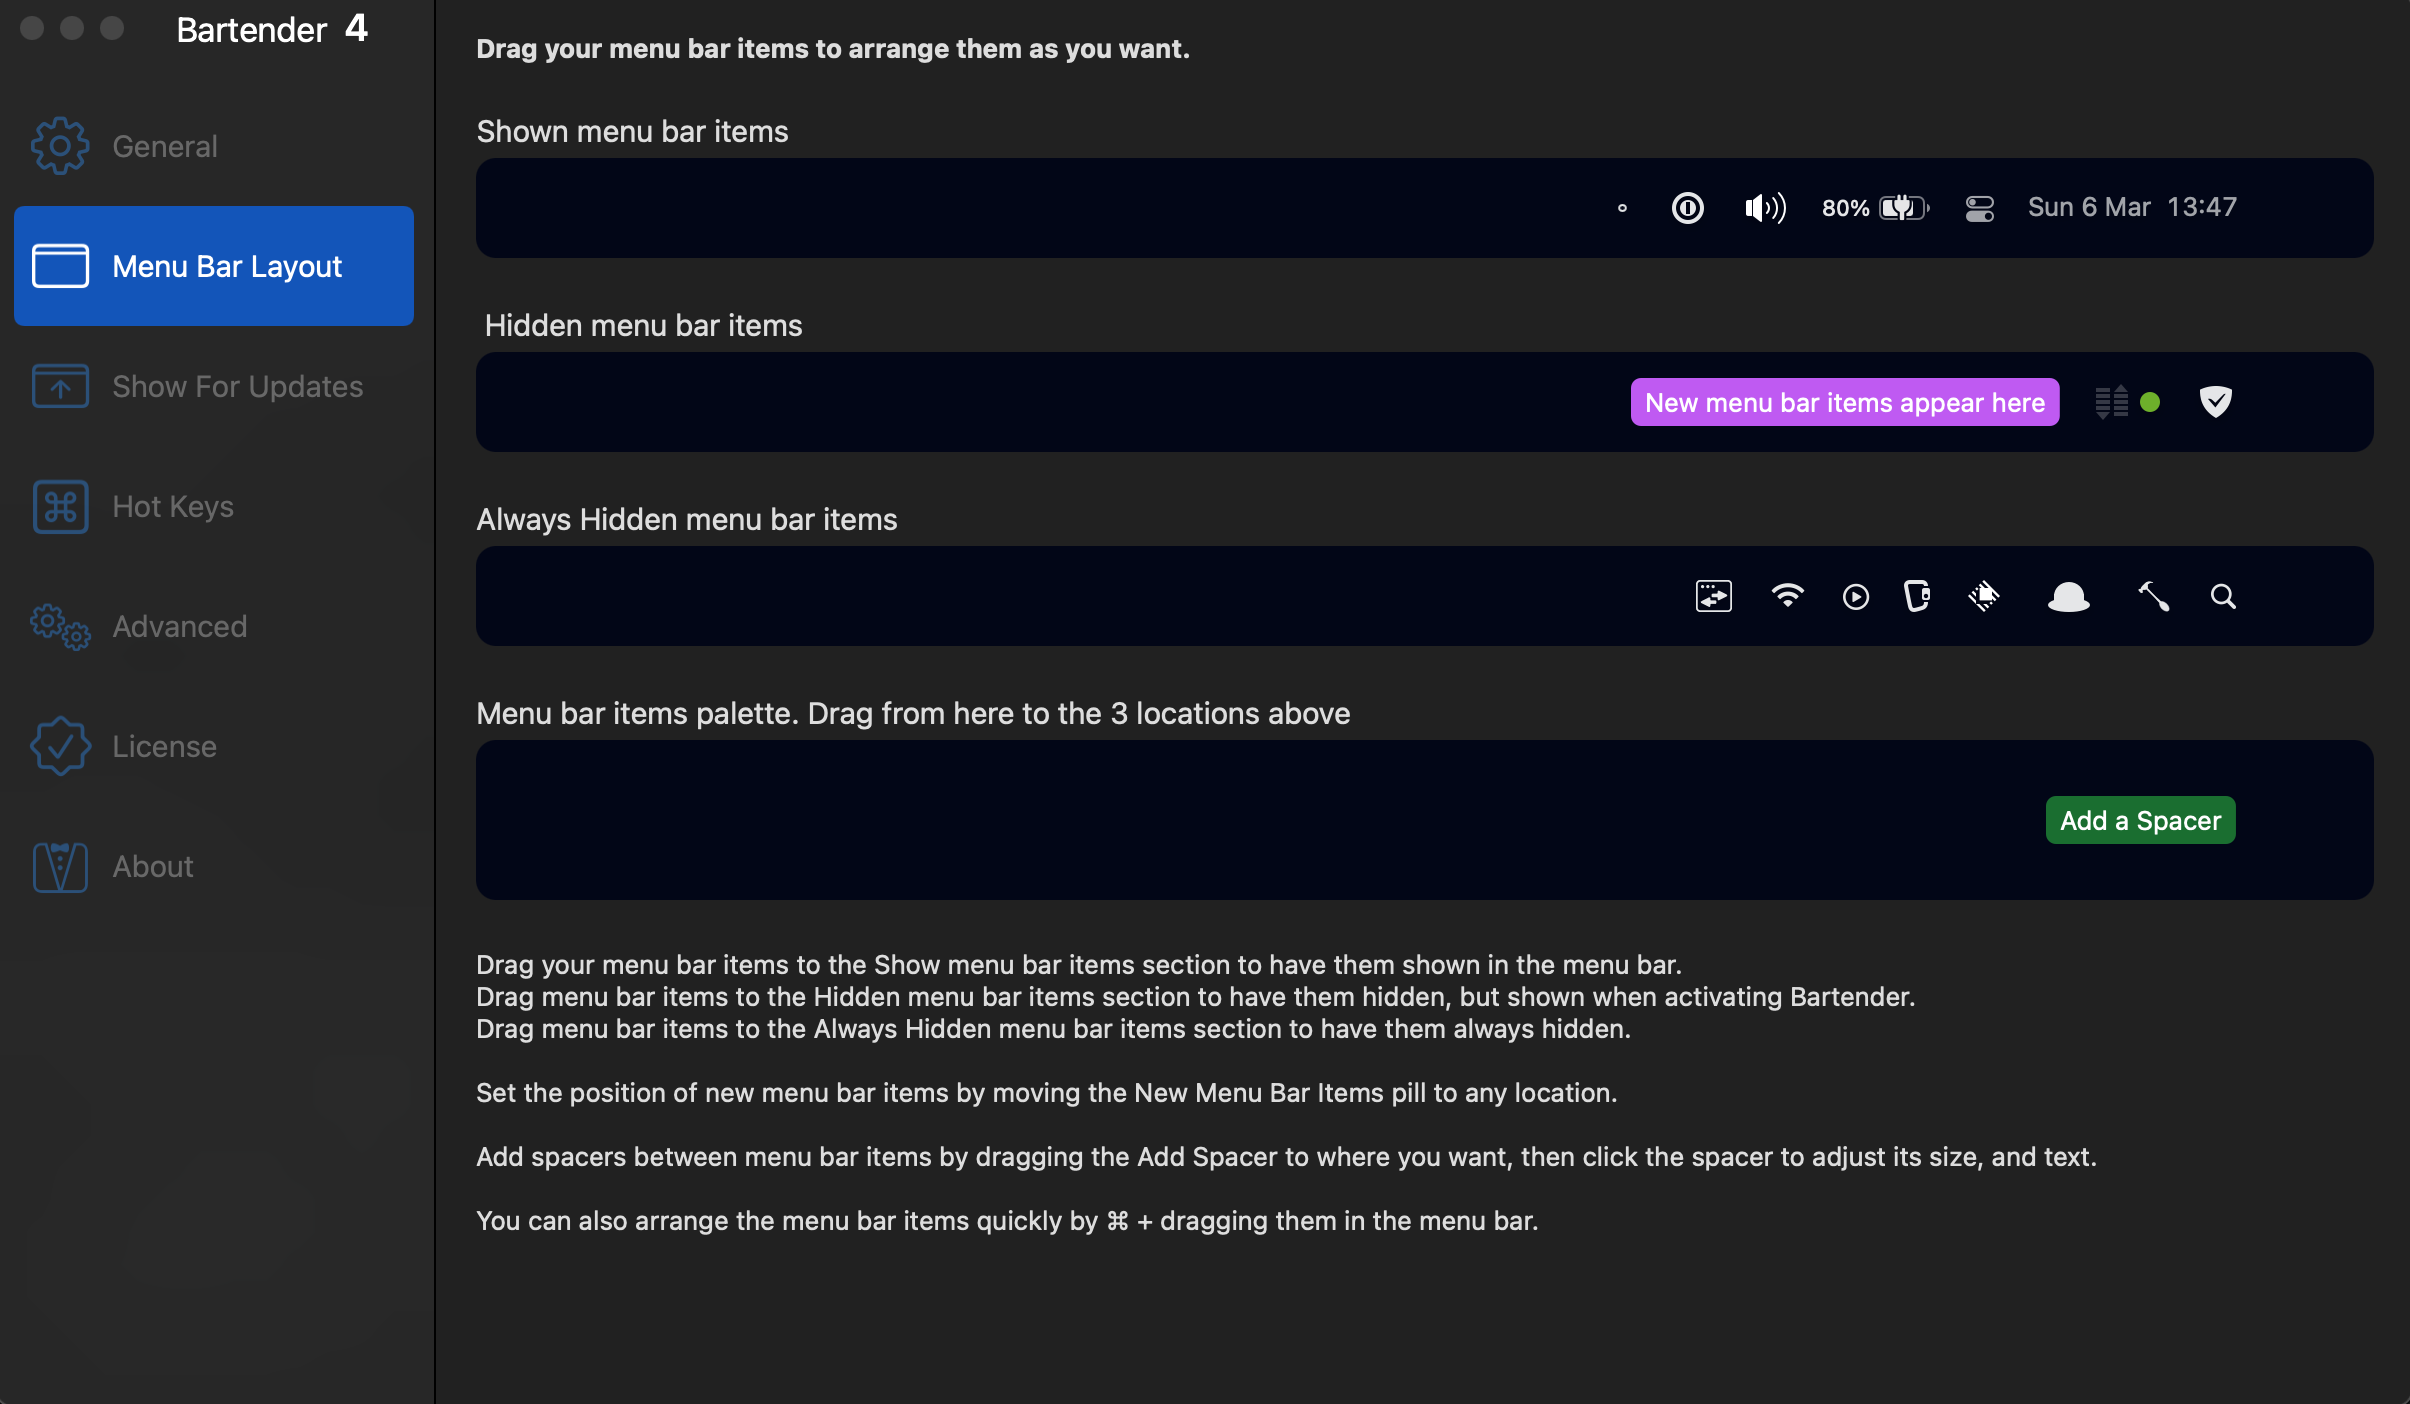 Bartender 4
General
Menu Bar Layout
Show For Updates
Hot Keys
Advanced
License
About
Drag your menu bar items to arrange them as you want.
Shown menu bar items
80% Sun 6 Mar 13:47
Hidden menu bar items
New menu bar items appear here
Always Hidden menu bar items
Menu bar items palette. Drag from here to the 3 locations above
Add a Spacer
Drag your menu bar items to the Show menu bar items section to have them shown in the menu bar.
Drag menu bar items to the Hidden menu bar items section to have them hidden, but shown when activating Bartender.
Drag menu bar items to the Always Hidden menu bar items section to have them always hidden.
Set the position of new menu bar items by moving the New Menu Bar Items pill to any location.
Add spacers between menu bar items by dragging the Add Spacer to where you want, then click the spacer to adjust its size, and text.
You can also arrange the menu bar items quickly by ⌘ + dragging them in the menu bar.